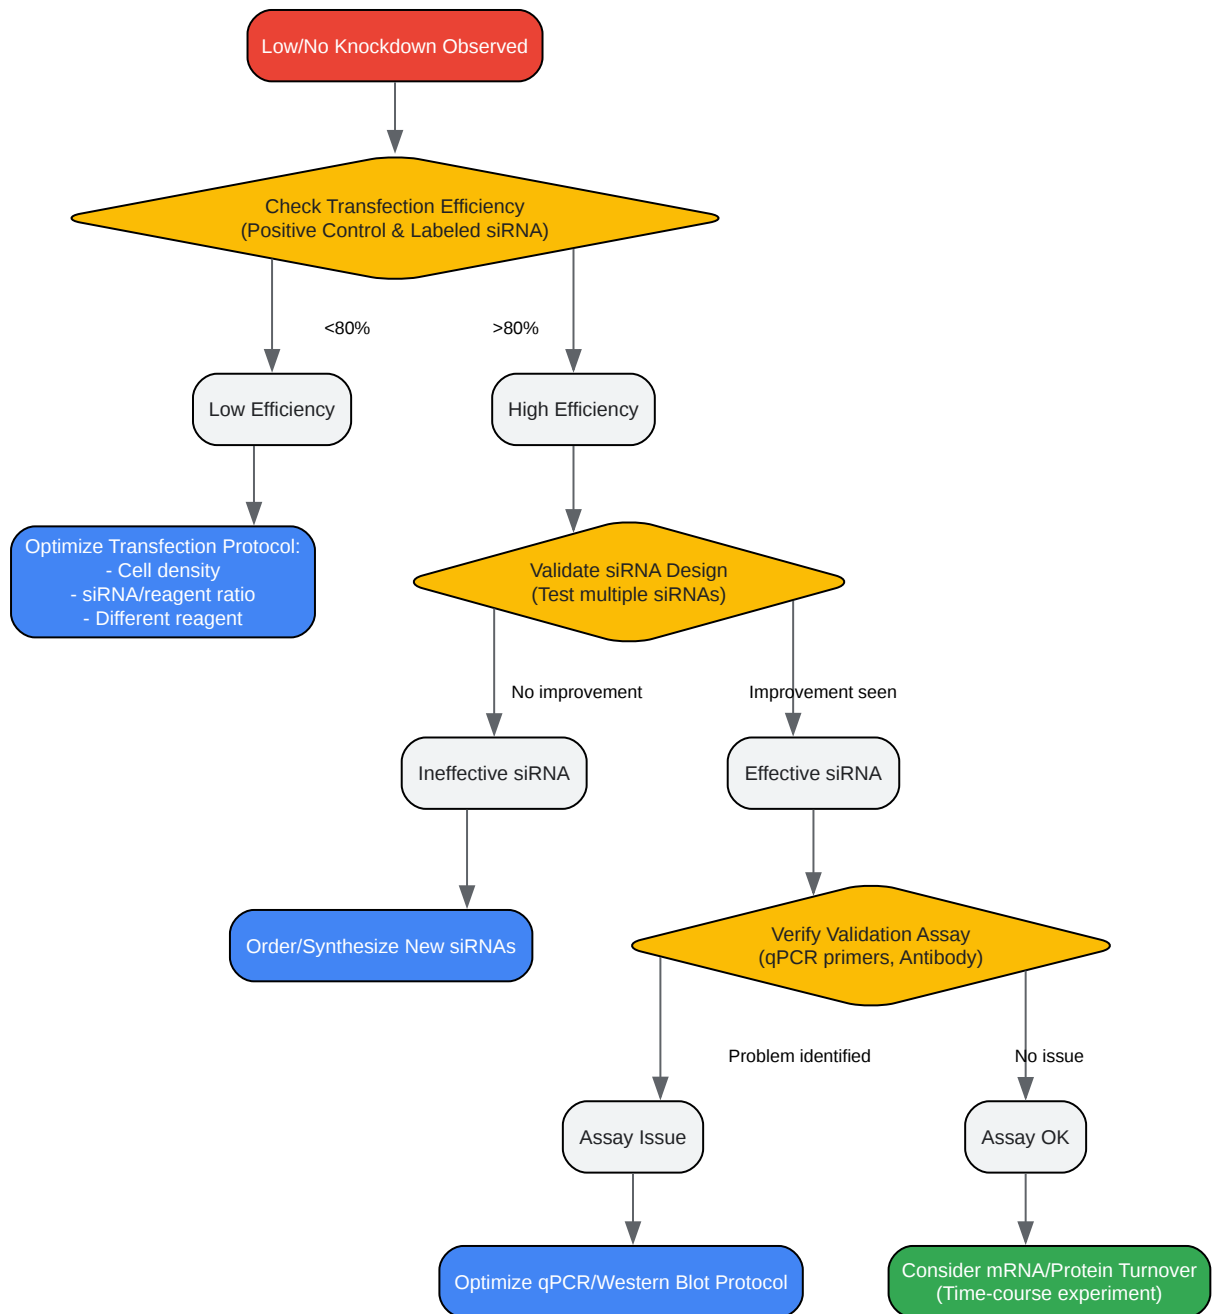 Low/No Knockdown Observed
Check Transfection Efficiency
(Positive Control & Labeled siRNA)
<80%
>80%
Low Efficiency
High Efficiency
Optimize Transfection Protocol:
- Cell density
- siRNA/reagent ratio
- Different reagent
Validate siRNA Design
(Test multiple siRNAs)
No improvement
Improvement seen
Ineffective siRNA
Effective siRNA
Order/Synthesize New siRNAs
Verify Validation Assay
(qPCR primers, Antibody)
Problem identified
No issue
Assay Issue
Assay OK
Optimize qPCR/Western Blot Protocol
Consider mRNA/Protein Turnover
(Time-course experiment)